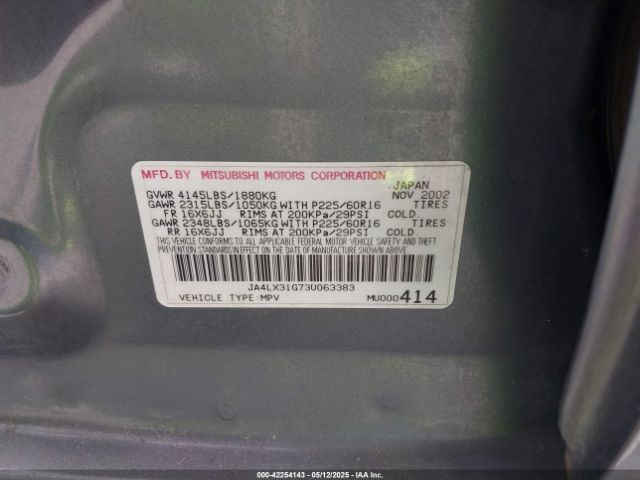 MFD. BY MITSUBISHI MOTORS CORPORATION
JAPAN
GVWR 4145LBS/1880KG NOV 2002
GAWR 2315LBS/1050KG WITH P225/60R16 TIRES
FR 16X6JJ RIMS AT 200KPa/29PSI COLD.
GAWR 2348LBS/1065KG WITH P225/60R16 TIRES
RR 16X6JJ RIMS AT 200KPa/29PSI COLD.
THIS VEHICLE CONFORMS TO ALL APPLICABLE FEDERAL MOTOR VEHICLE SAFETY AND THEFT
PREVENTION STANDARDS IN EFFECT ON THE DATE OF MANUFACTURE SHOWN ABOVE.
JA4LX31G73U063383
VEHICLE TYPE:MPV MU000414
#000-42254143 - 05/12/2025 - IAAI.COM